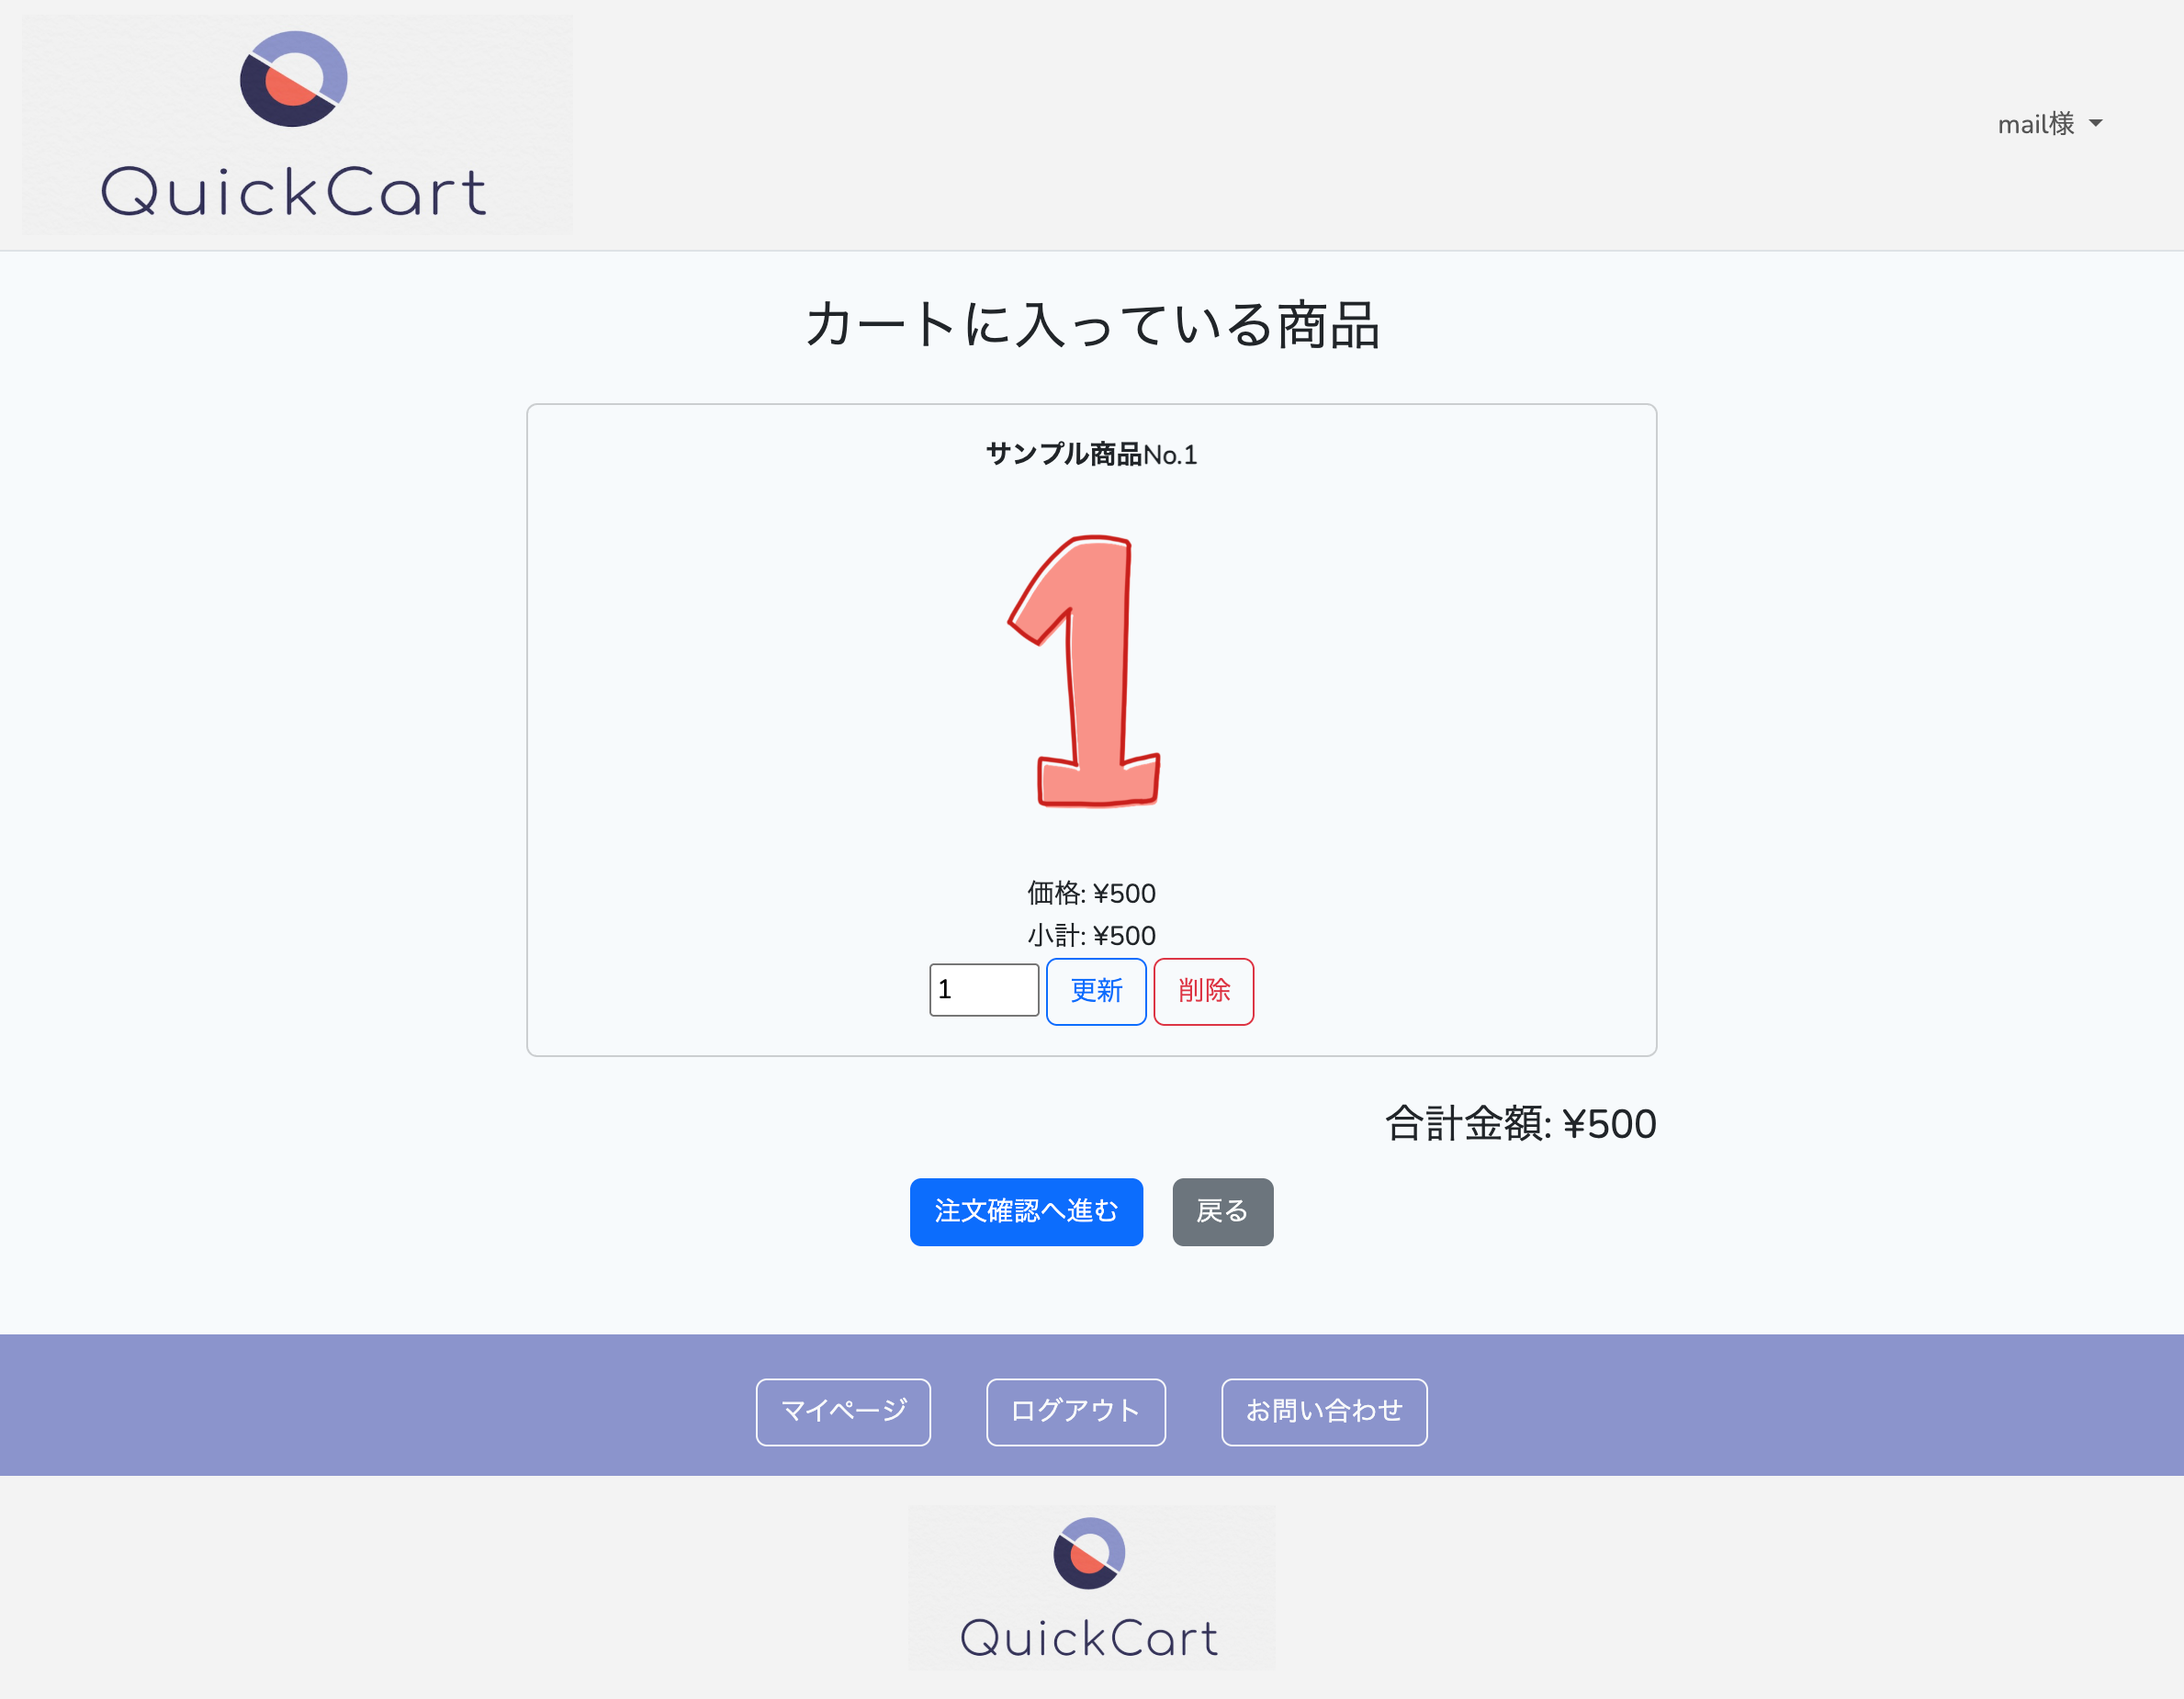 QuickCart
mail様
カートに入っている商品
サンプル商品No.1
1
価格: ¥500
小計: ¥500
1 更新 削除
合計金額: ¥500
注文確認へ進む 戻る
マイページ ログアウト お問い合わせ
QuickCart